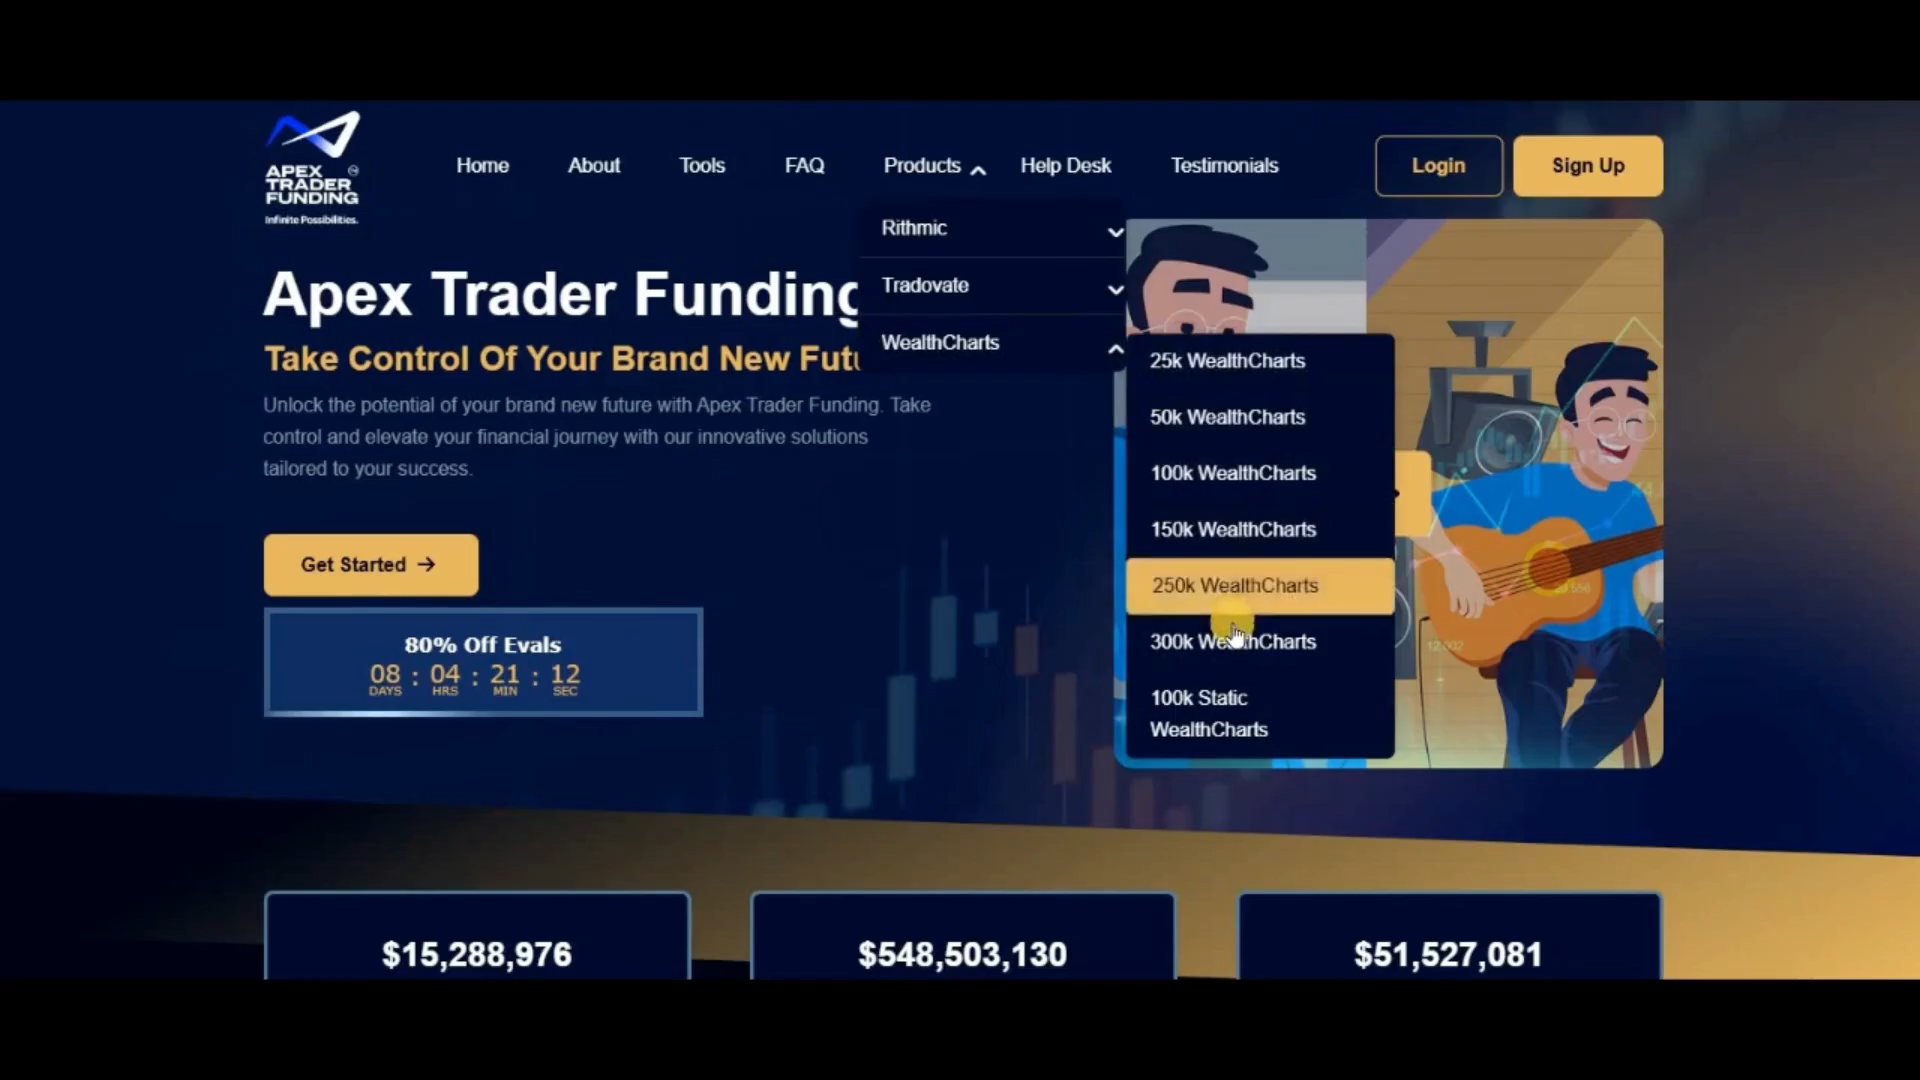 APEX
TRADER
FUNDING
Infinite Possibilities.
Home
About
Tools
FAQ
Products
Help Desk
Testimonials
Login
Sign Up
Rithmic
Tradovate
WealthCharts
25k WealthCharts
50k WealthCharts
100k WealthCharts
150k WealthCharts
250k WealthCharts
300k WealthCharts
100k Static
WealthCharts
Apex Trader Funding
Take Control Of Your Brand New Futu
Unlock the potential of your brand new future with Apex Trader Funding. Take
control and elevate your financial journey with our innovative solutions
tailored to your success.
Get Started →
80% Off Evals
08 : 04 : 21 : 12
DAYS HRS MIN SEC
$15,288,976
$548,503,130
$51,527,081